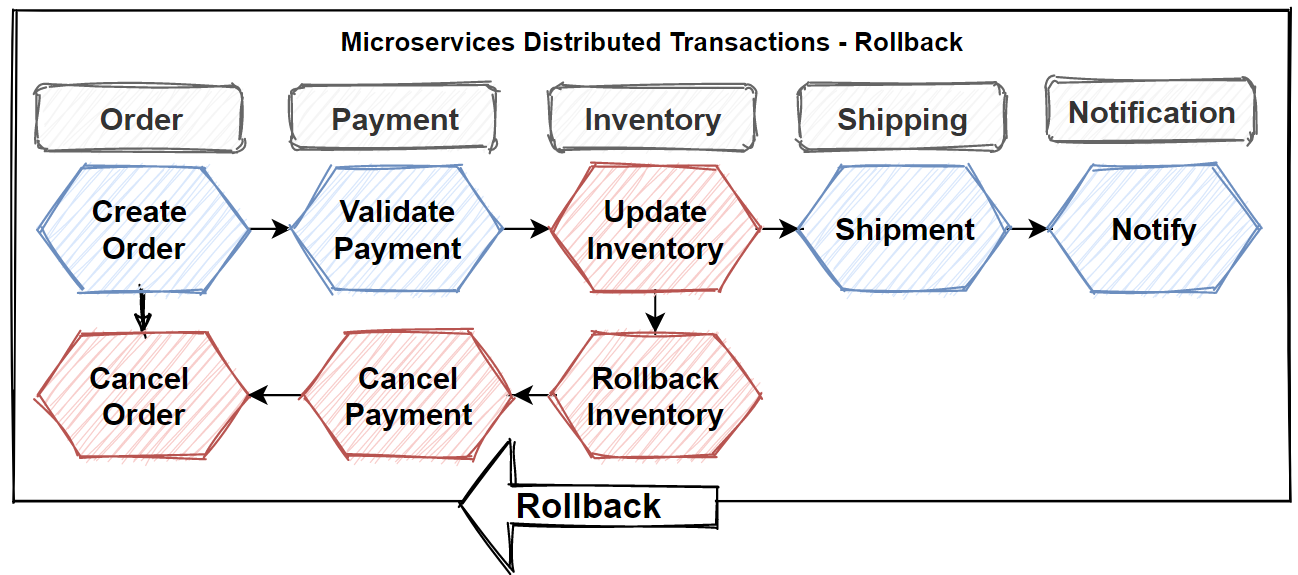 Microservices Distributed Transactions - Rollback
Order
Payment
Inventory
Shipping
Notification
Create
Order
Validate
Payment
Update
Inventory
Shipment
Notify
Cancel
Order
Cancel
Payment
Rollback
Inventory
Rollback